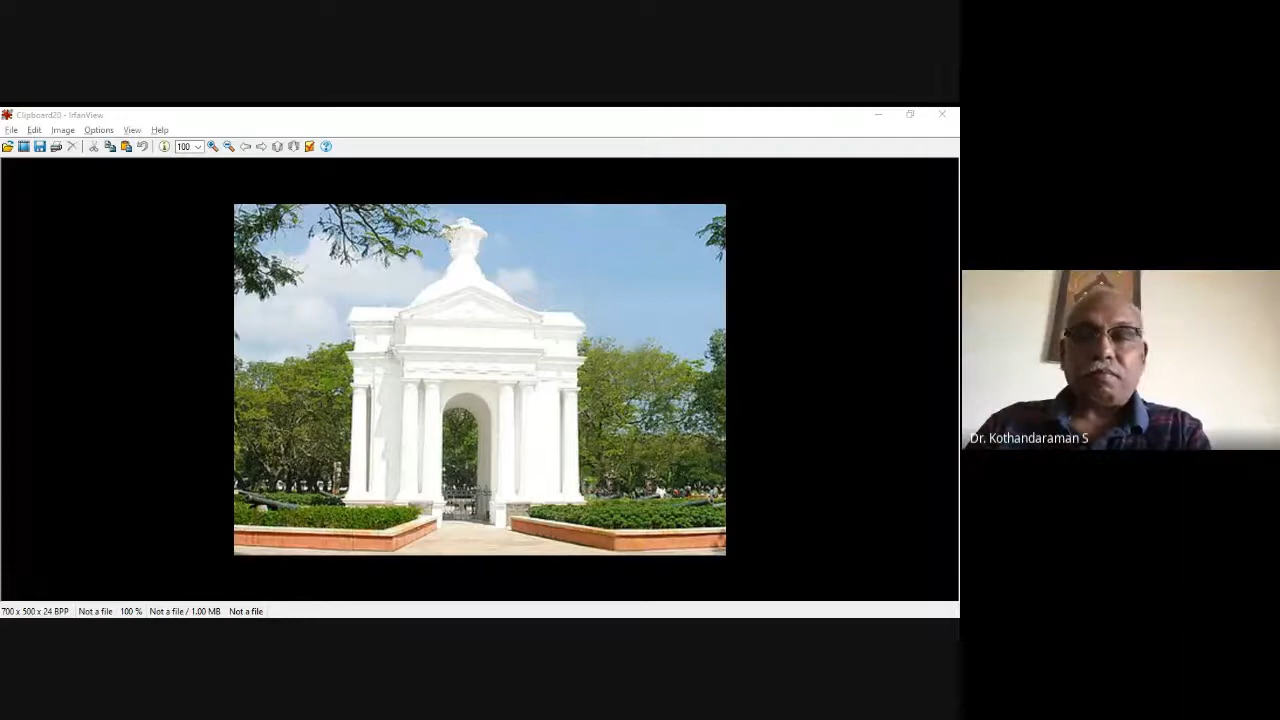 Clipboard20 - IrfanView
File Edit Image Options View Help
100
700 x 500 x 24 BPP Not a file 100 % Not a file / 1.00 MB Not a file
Dr. Kothandaraman S